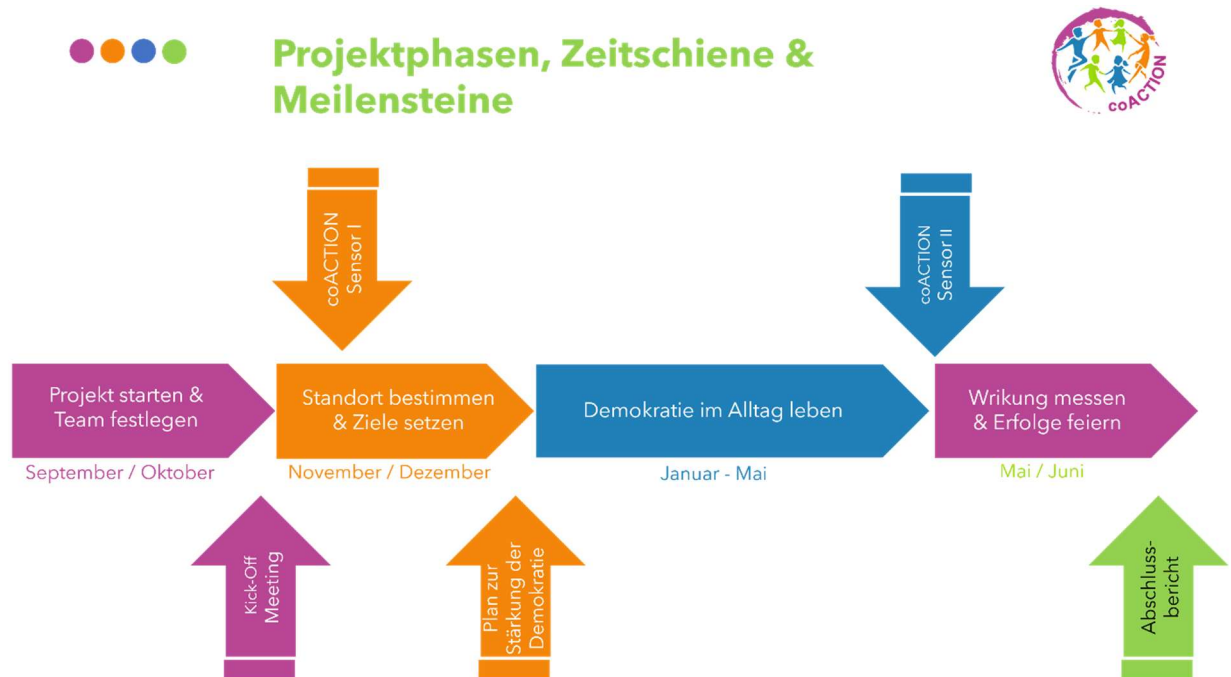 Projektphasen, Zeitschiene &
Meilensteine
coACTION
coACTION
Sensor I
coACTION
Sensor II
Projekt starten &
Team festlegen
Standort bestimmen
& Ziele setzen
Demokratie im Alltag leben
Wrikung messen
& Erfolge feiern
September / Oktober
November / Dezember
Januar - Mai
Mai / Juni
Kick-Off
Meeting
Plan zur
Stärkung der
Demokratie
Abschluss-
bericht